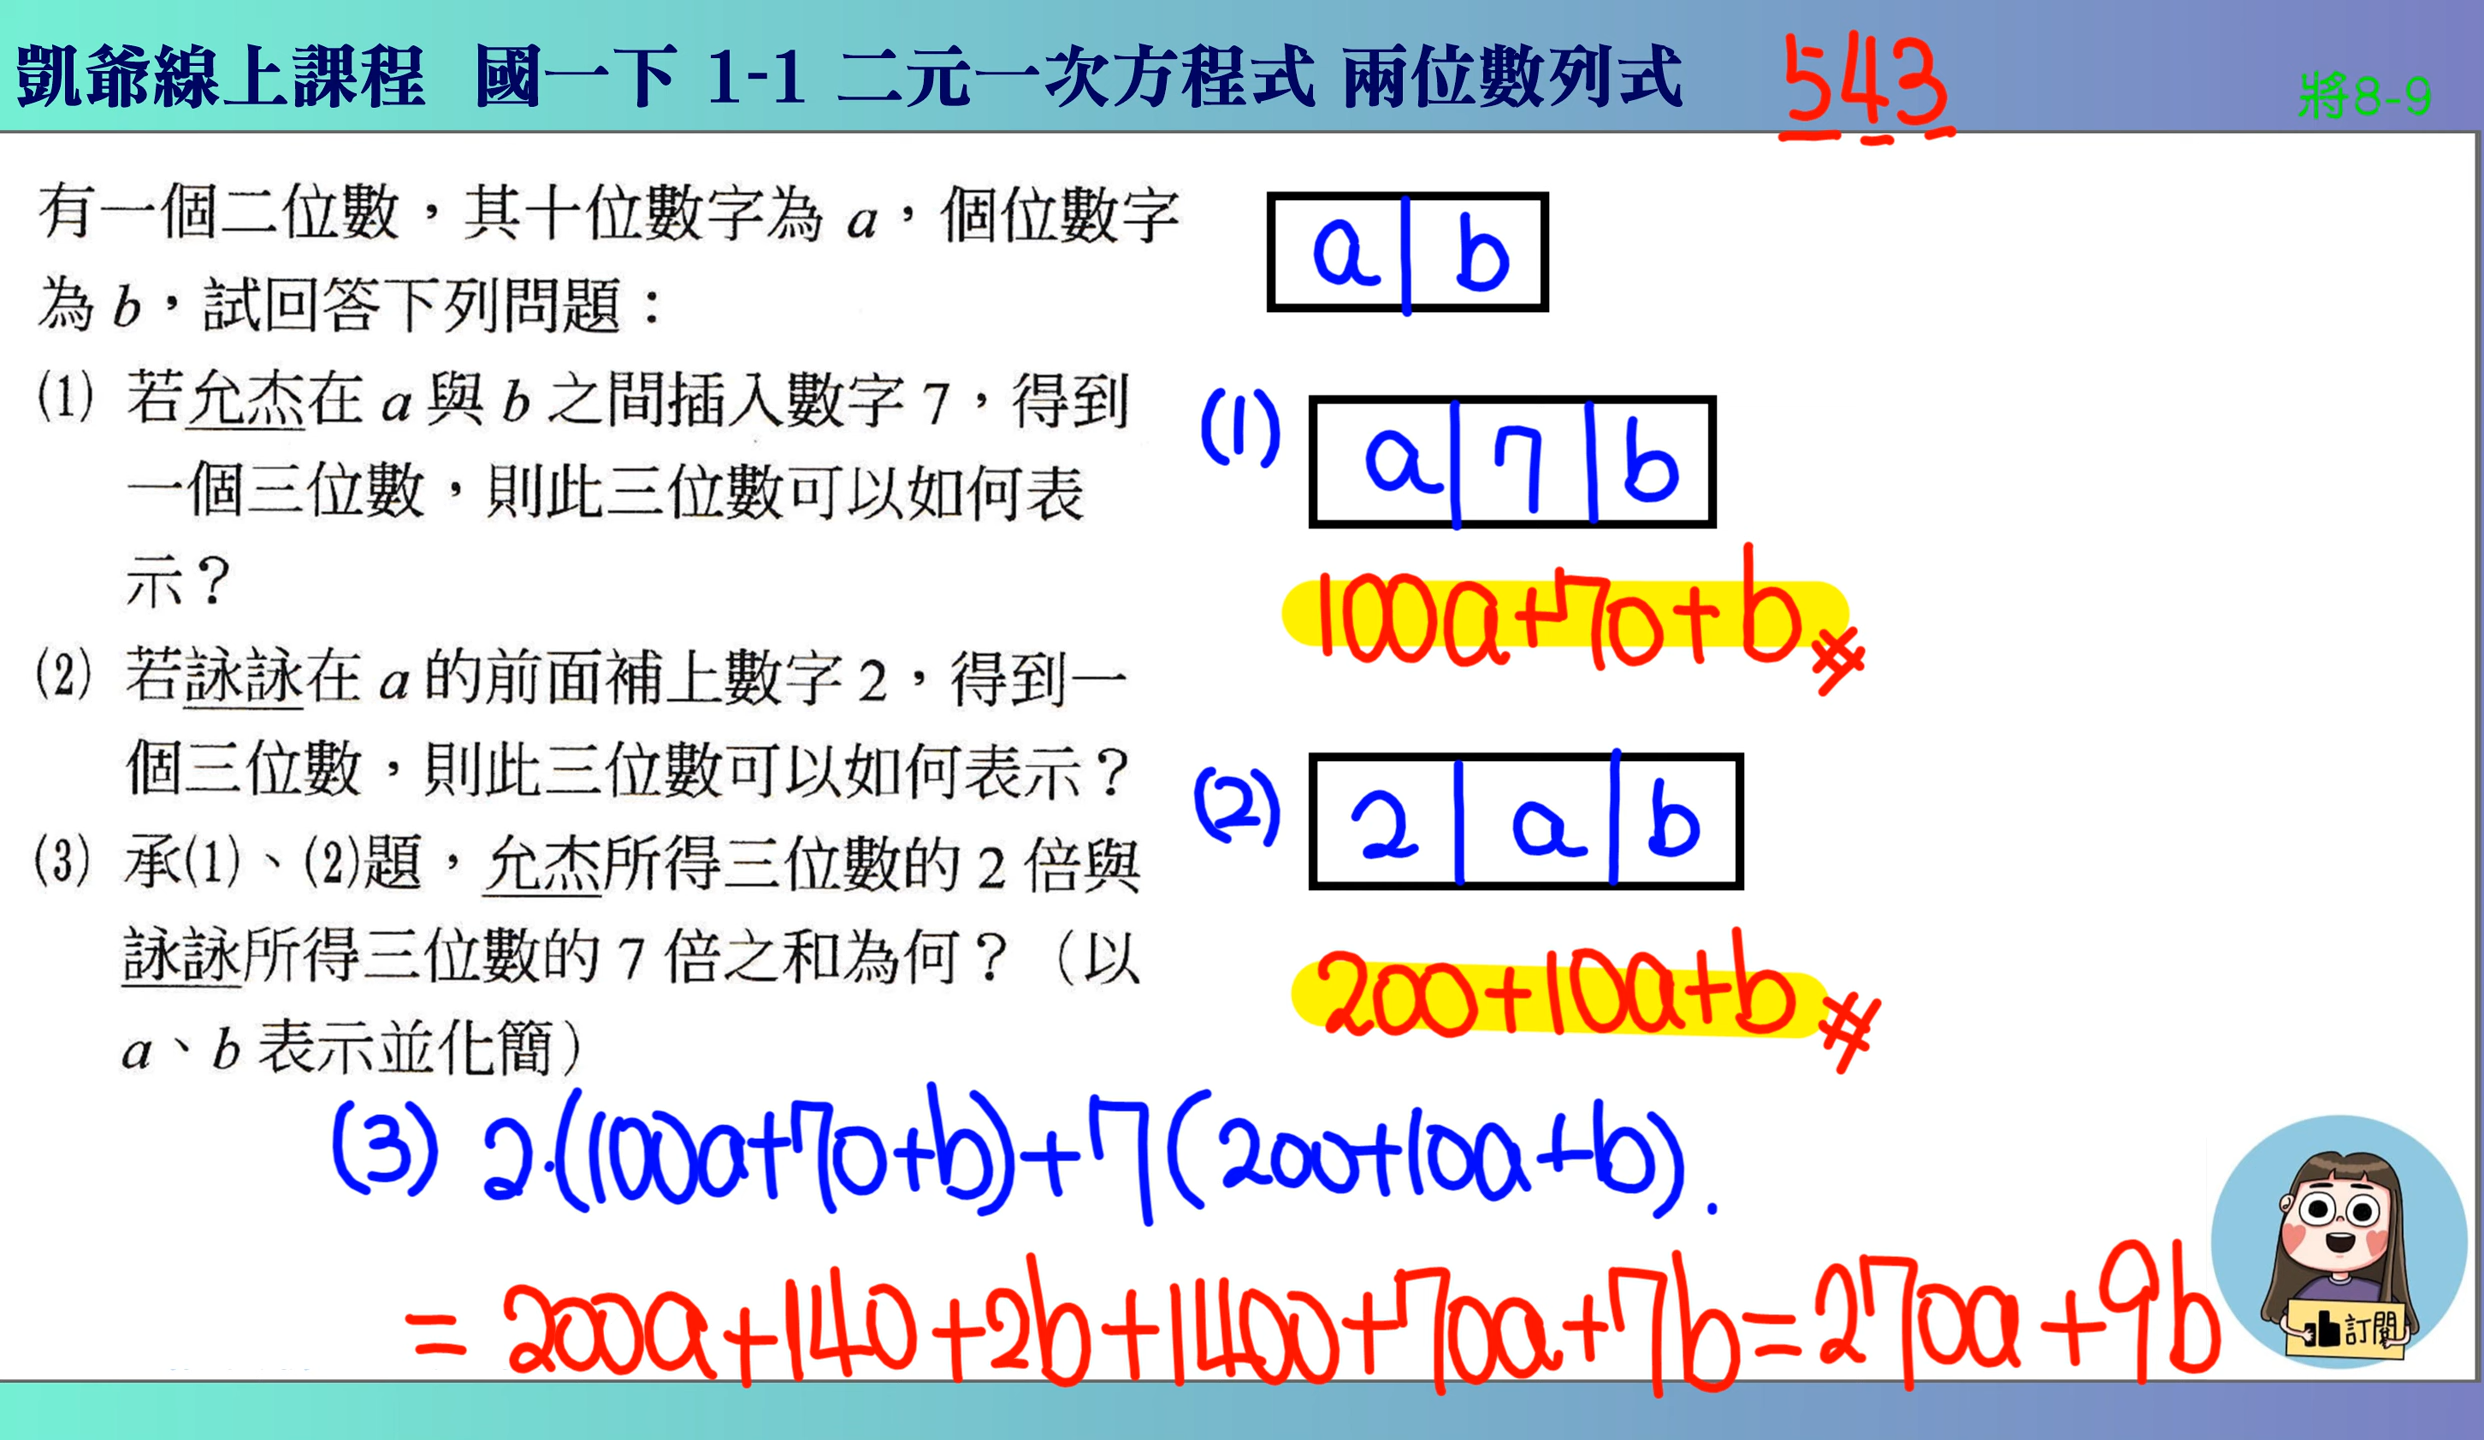 凱爺線上課程 國一下 1-1 二元一次方程式 兩位數列式 543 將8-9
有一個二位數，其十位數字為 a，個位數字
為 b，試回答下列問題：
a b
(1) 若允杰在 a 與 b 之間插入數字 7，得到
一個三位數，則此三位數可以如何表
示？
(1) a 7 b
100a+70+b #
(2) 若詠詠在 a 的前面補上數字 2，得到一
個三位數，則此三位數可以如何表示？
(2) 2 a b
200+10a+b #
(3) 承(1)、(2)題，允杰所得三位數的 2 倍與
詠詠所得三位數的 7 倍之和為何？（以
a、b 表示並化簡）
(3) 2·(100a+70+b)+7(200+10a+b).
=200a+140+2b+1400+70a+7b=270a+9b
訂閱